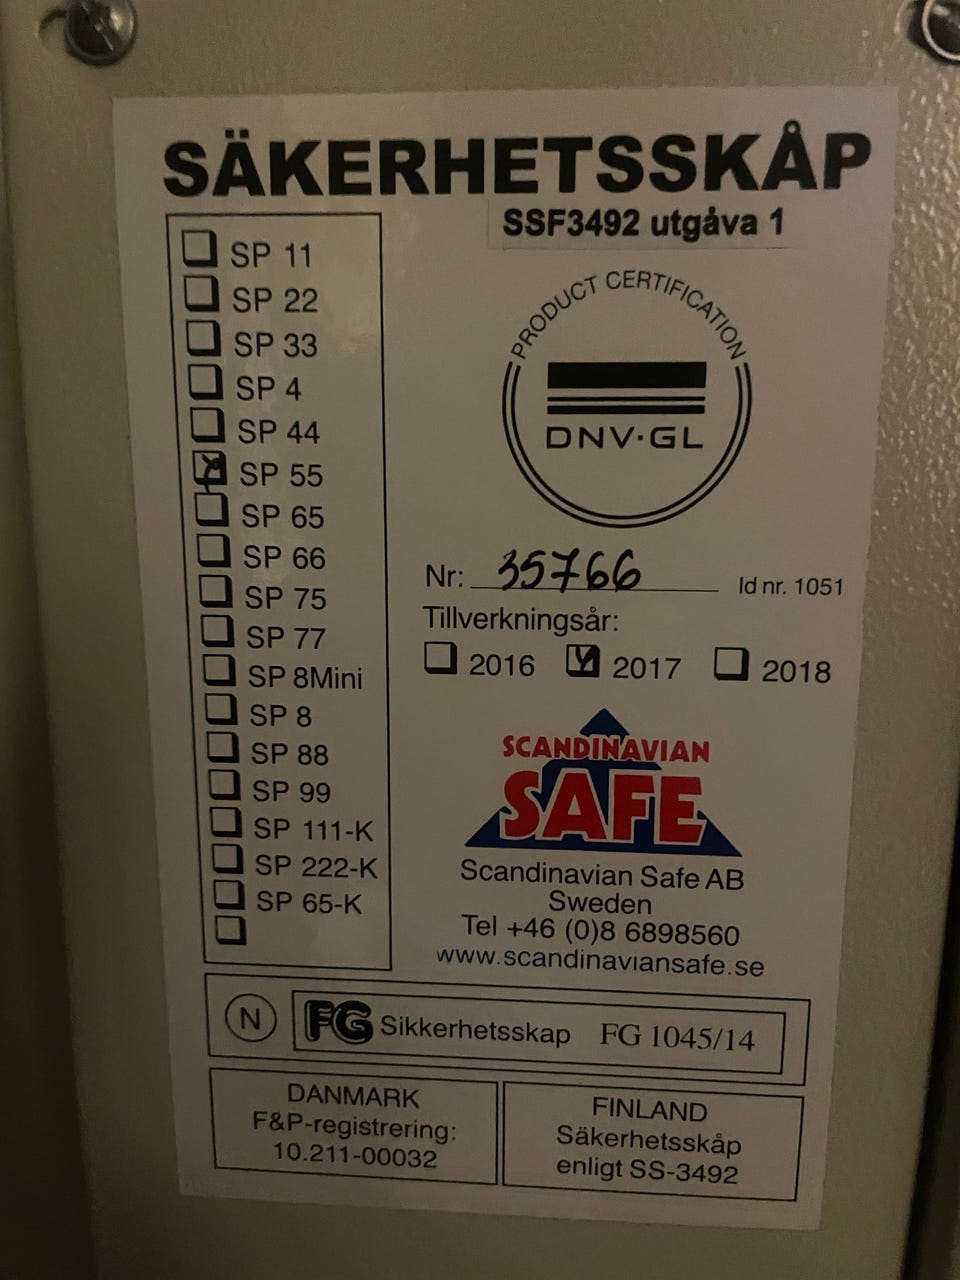 SÄKERHETSSKÅP
SSF3492 utgåva 1
SP 11
SP 22
SP 33
SP 4
SP 44
SP 55
SP 65
SP 66
SP 75
SP 77
SP 8Mini
SP 8
SP 88
SP 99
SP 111-K
SP 222-K
SP 65-K
PRODUCT CERTIFICATION
DNV·GL
Nr: 35766 Id nr. 1051
Tillverkningsår:
2016 2017 2018
SCANDINAVIAN
SAFE
Scandinavian Safe AB
Sweden
Tel +46 (0)8 6898560
www.scandinaviansafe.se
N FG Sikkerhetsskap FG 1045/14
DANMARK
F&P-registrering:
10.211-00032
FINLAND
Säkerhetsskåp
enligt SS-3492